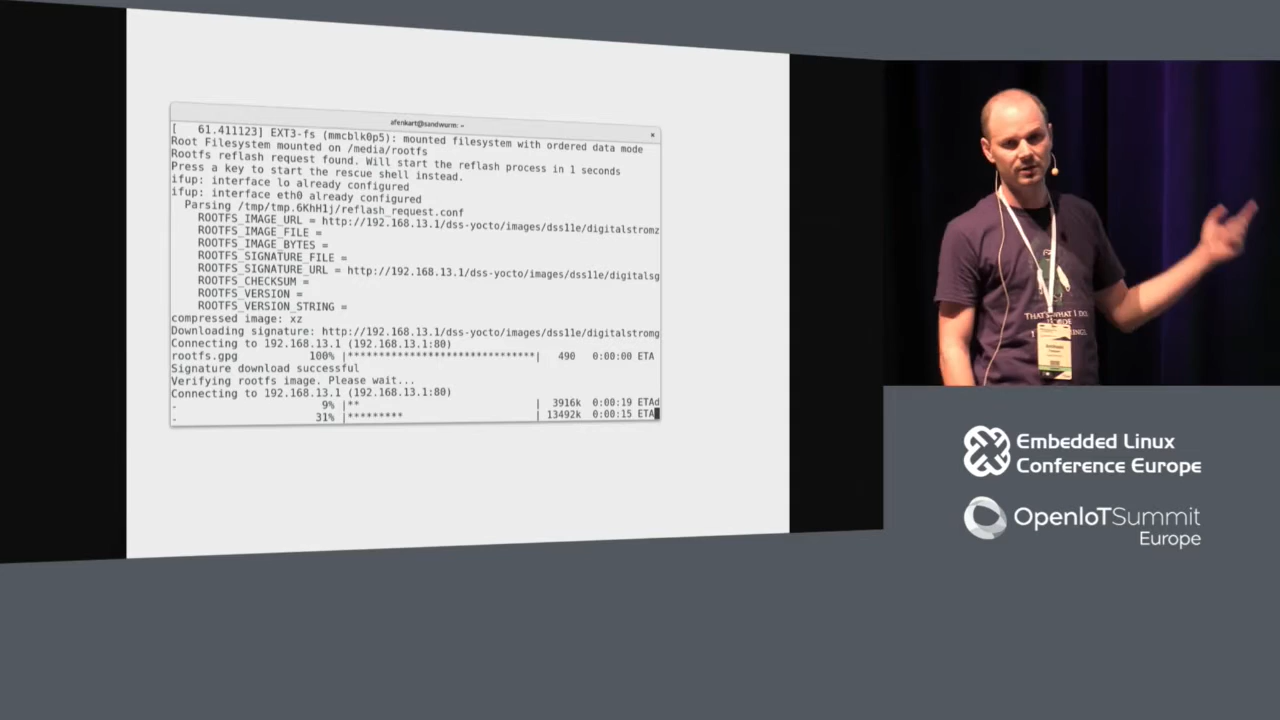 afenkart@sandwurm: ~
[   61.411123] EXT3-fs (mmcblk0p5): mounted filesystem with ordered data mode
Root Filesystem mounted on /media/rootfs
Rootfs reflash request found. Will start the reflash process in 1 seconds
Press a key to start the rescue shell instead.
ifup: interface lo already configured
ifup: interface eth0 already configured
  Parsing /tmp/tmp.6KhH1j/reflash_request.conf
    ROOTFS_IMAGE_URL = http://192.168.13.1/dss-yocto/images/dss11e/digitalstromz
    ROOTFS_IMAGE_FILE =
    ROOTFS_IMAGE_BYTES =
    ROOTFS_SIGNATURE_FILE =
    ROOTFS_SIGNATURE_URL = http://192.168.13.1/dss-yocto/images/dss11e/digitalsg
    ROOTFS_CHECKSUM =
    ROOTFS_VERSION =
    ROOTFS_VERSION_STRING =
compressed image: xz
Downloading signature: http://192.168.13.1/dss-yocto/images/dss11e/digitalstromg
Connecting to 192.168.13.1 (192.168.13.1:80)
rootfs.gpg           100% |******************************|   490   0:00:00 ETA
Signature download successful
Verifying rootfs image. Please wait...
Connecting to 192.168.13.1 (192.168.13.1:80)
-                      9% |**                            |  3916k  0:00:19 ETAd
-                     31% |*********                     | 13492k  0:00:15 ETA
THAT'S WHAT I DO.
Embedded Linux
Conference Europe
OpenIoTSummit
Europe